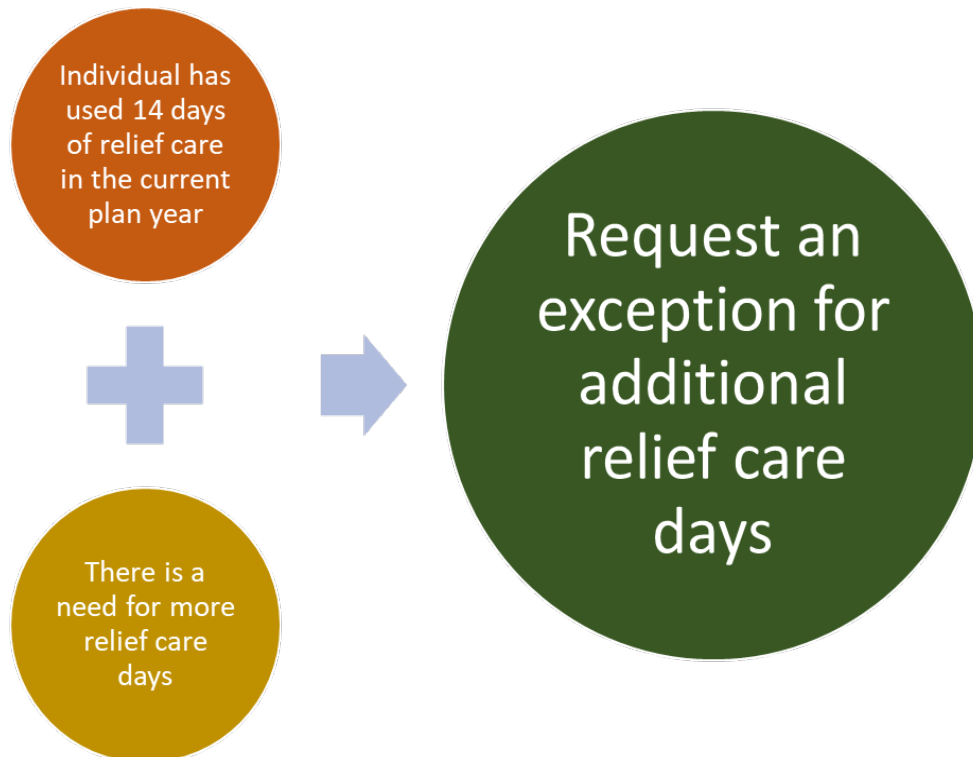 Individual has
used 14 days
of relief care
in the current
plan year
There is a
need for more
relief care
days
Request an
exception for
additional
relief care
days